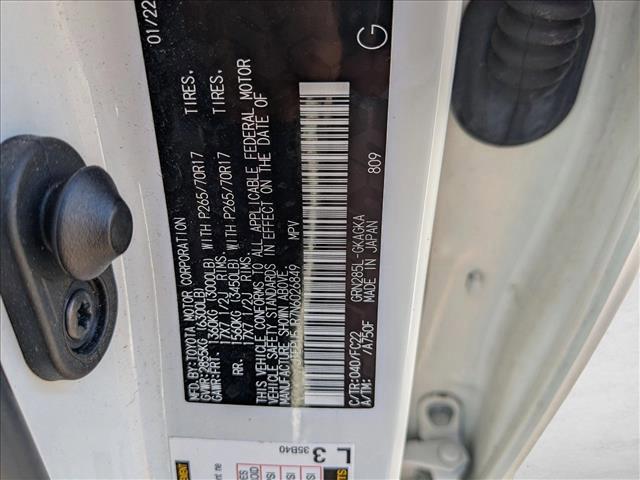 MFD.BY:TOYOTA MOTOR CORPORATION 01/22
GVWR:2855KG (6300LB)
GAWR:FRT. 1360KG (3000LB) WITH P265/70R17 TIRES.
17X7 1/2J RIMS.
RR. 1560KG (3450LB) WITH P265/70R17 TIRES.
17X7 1/2J RIMS.
THIS VEHICLE CONFORMS TO ALL APPLICABLE FEDERAL MOTOR
VEHICLE SAFETY STANDARDS IN EFFECT ON THE DATE OF
MANUFACTURE SHOWN ABOVE.
MPV
G
C/TR:040/FC22 GRN285L-GKAGKA 809
A/TM: /A750F MADE IN JAPAN
L 3
35B40